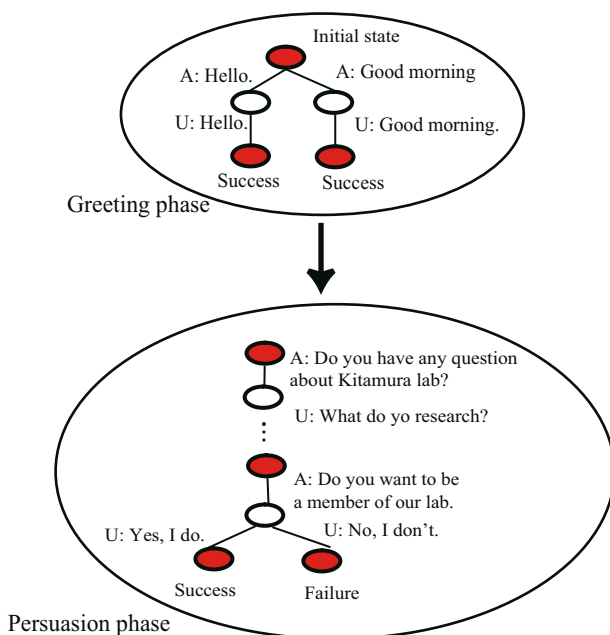 Initial state
A: Hello.
A: Good morning
U: Hello.
U: Good morning.
Success
Success
Greeting phase
A: Do you have any question
about Kitamura lab?
U: What do yo research?
A: Do you want to be
a member of our lab.
U: Yes, I do.
U: No, I don't.
Success
Failure
Persuasion phase